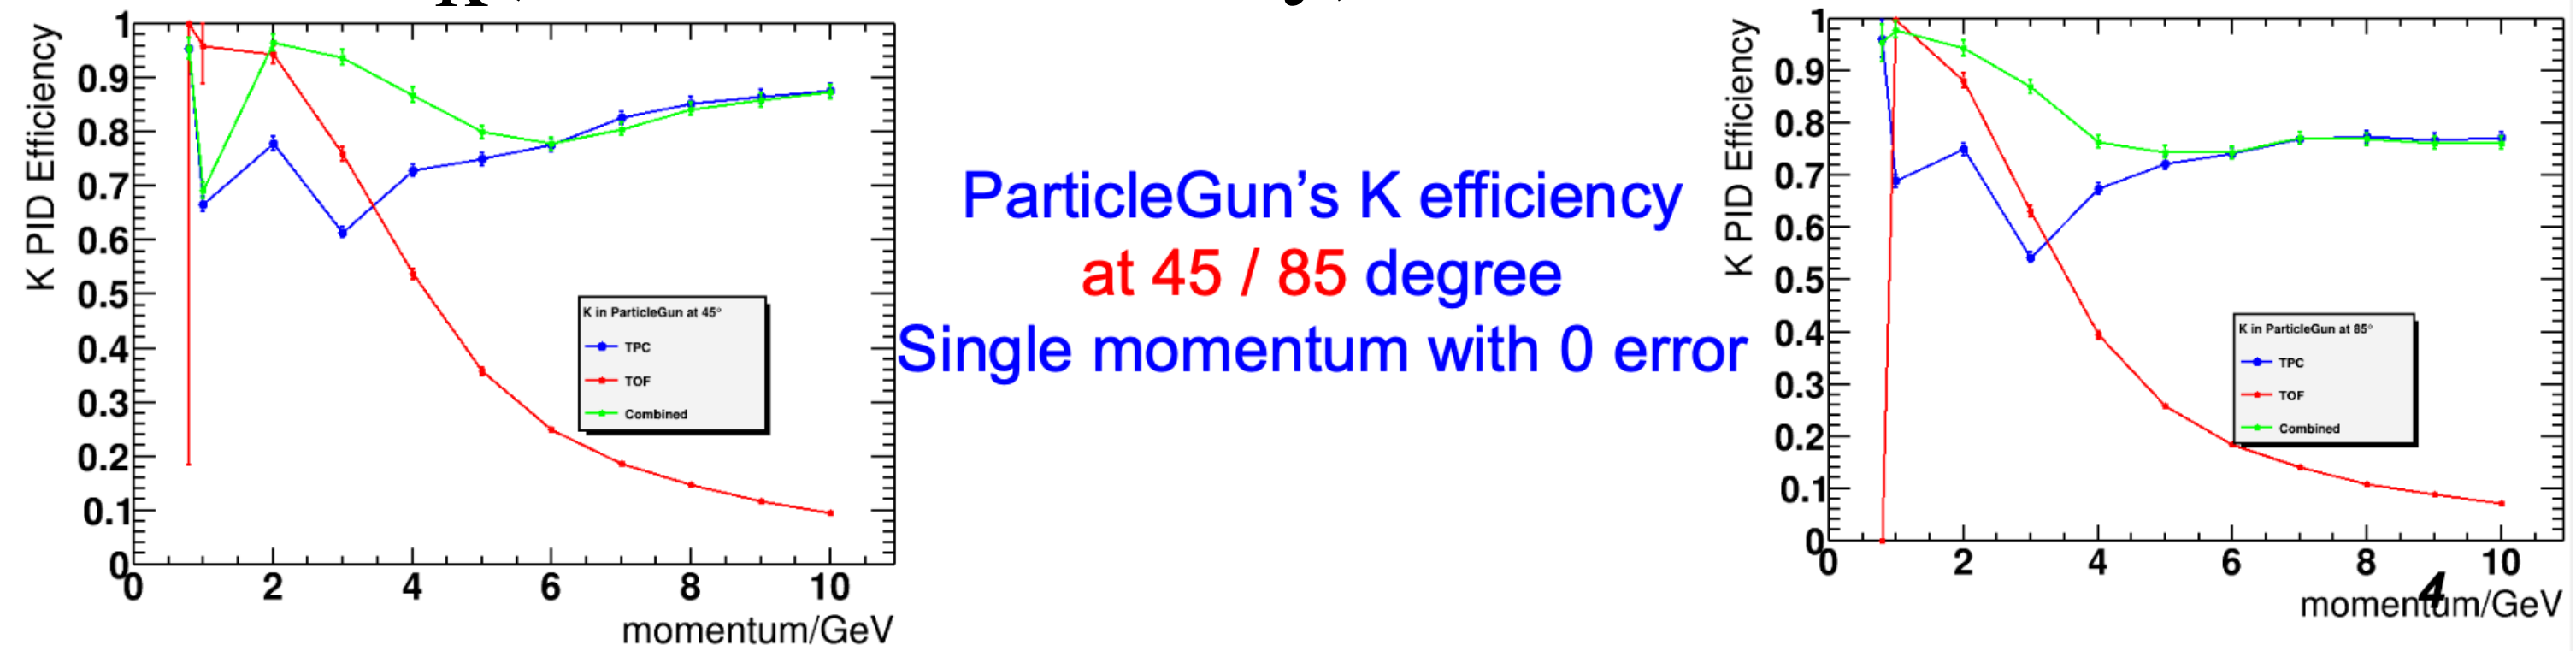 K PID Efficiency
1
0.9
0.8
0.7
0.6
0.5
0.4
0.3
0.2
0.1
0
K in ParticleGun at 45°
TPC
TOF
Combined
0 2 4 6 8 10
momentum/GeV
ParticleGun’s K efficiency
at 45 / 85 degree
Single momentum with 0 error
K PID Efficiency
1
0.9
0.8
0.7
0.6
0.5
0.4
0.3
0.2
0.1
0
K in ParticleGun at 85°
TPC
TOF
Combined
0 2 4 6 8 10
momentum/GeV
4